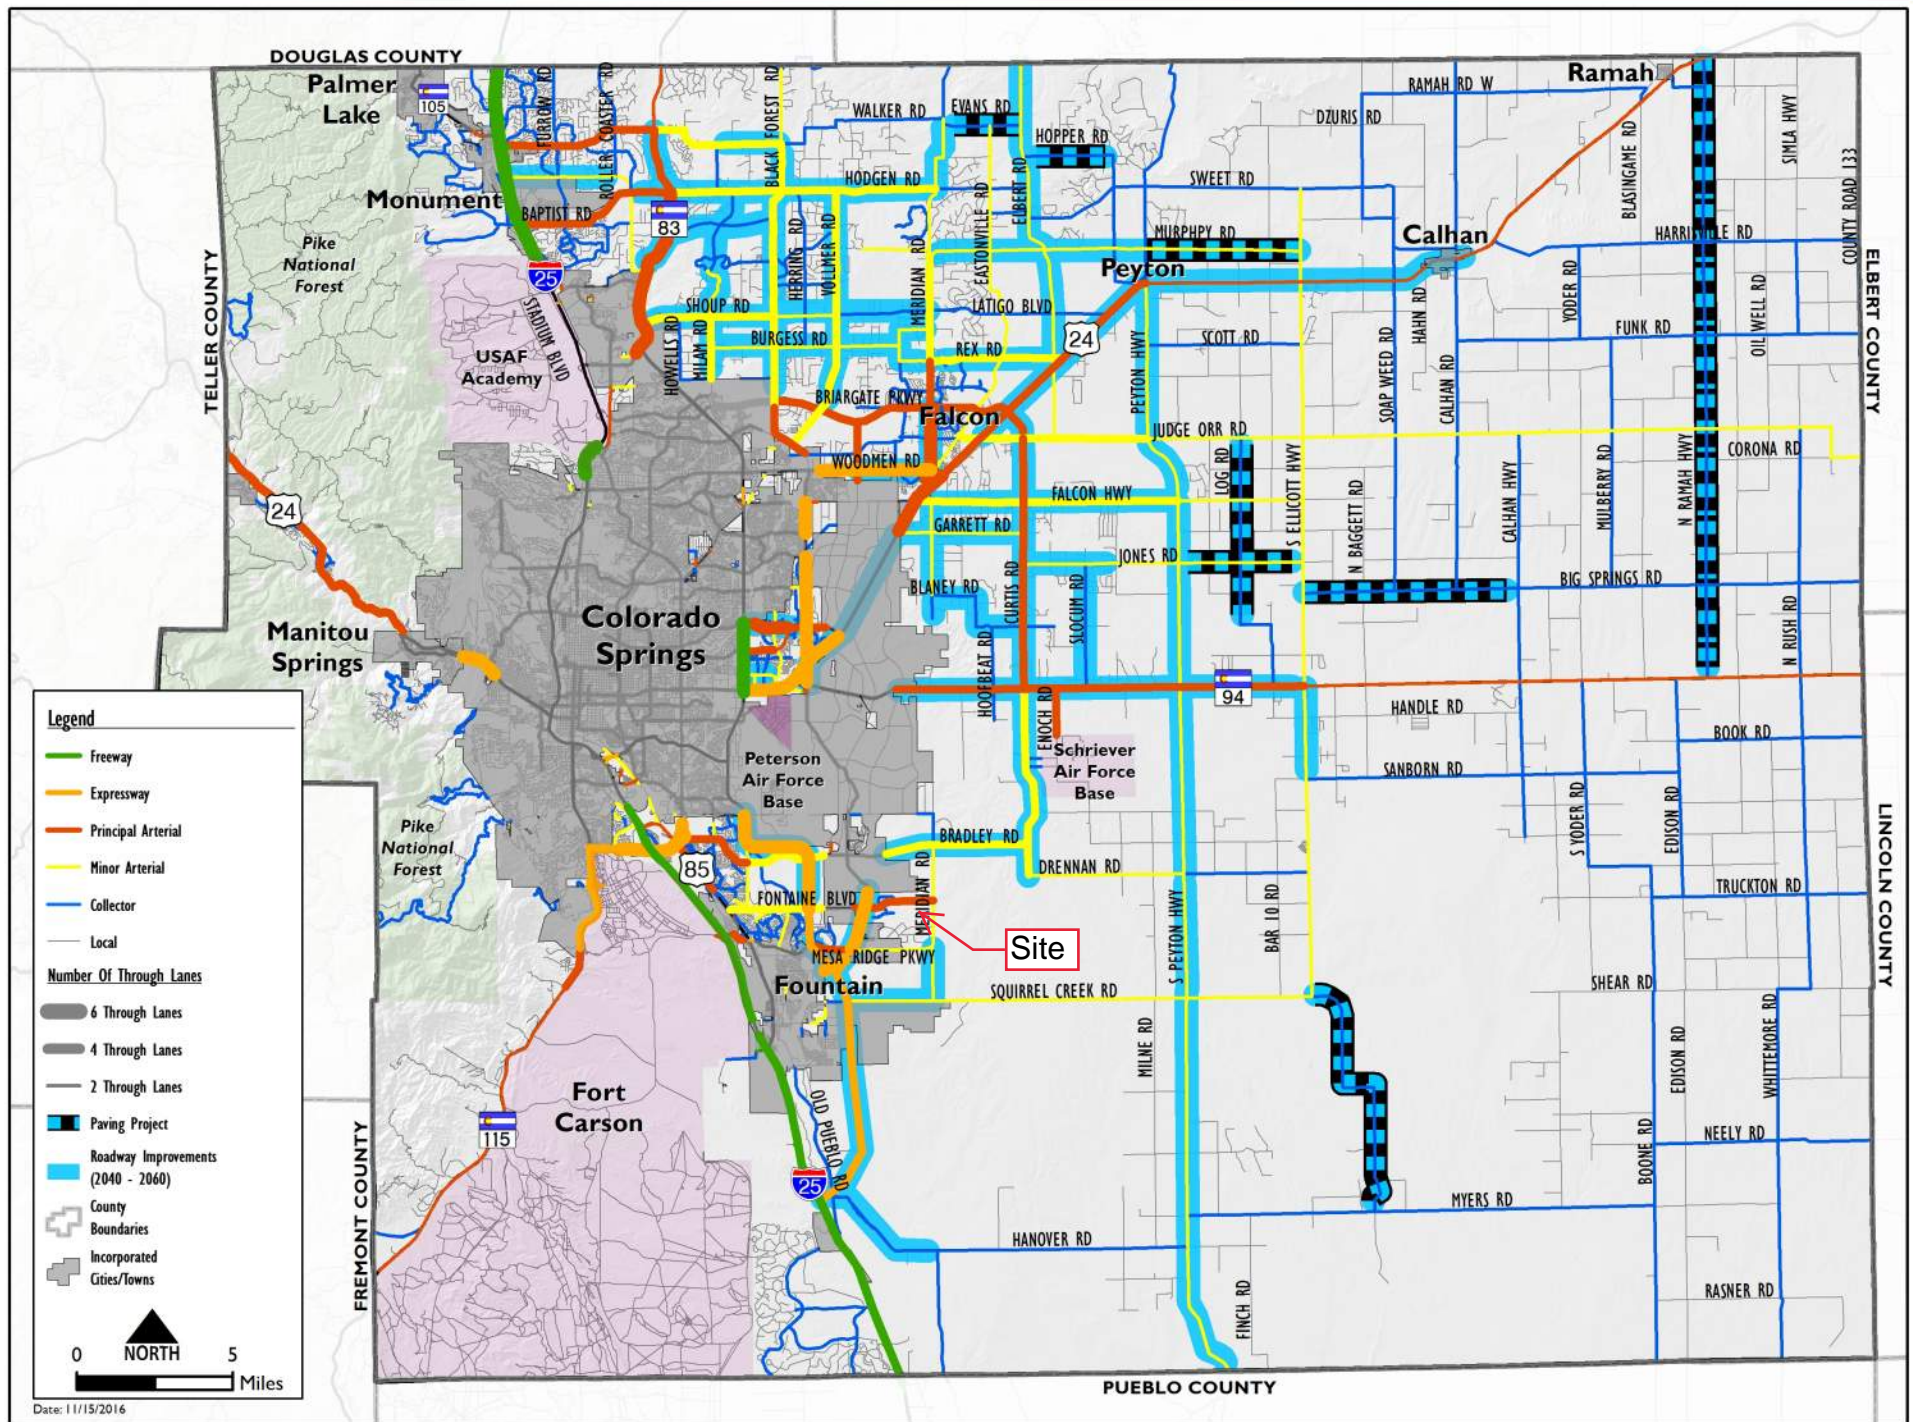 DOUGLAS COUNTY
Palmer
Lake
105
FURROW RD
ROLLER COASTER RD
BLACK FOREST RD
WALKER RD
EVANS RD
HOPPER RD
ELBERT RD
DZURIS RD
RAMAH RD W
Ramah
BLASINGAME RD
SIMLA HWY
COUNTY ROAD 133
Monument
BAPTIST RD
83
HODGEN RD
EASTONVILLE RD
SWEET RD
MURPHPY RD
Calhan
HARRISVILLE RD
Pike
National
Forest
TELLER COUNTY
25
STADIUM BLVD
USAF
Academy
SHOUP RD
HERRING RD
VOLLMER RD
MERIDIAN RD
LATIGO BLVD
Peyton
24
BURGESS RD
REX RD
HOWELLS RD
MILAM RD
PEYTON HWY
SCOTT RD
SOAP WEED RD
HAHN RD
CALHAN RD
YODER RD
FUNK RD
OIL WELL RD
ELBERT COUNTY
BRIARGATE PKWY
Falcon
JUDGE ORR RD
WOODMEN RD
FALCON HWY
LOG RD
S ELLICOTT HWY
N BAGGETT RD
CALHAN HWY
MULBERRY RD
N RAMAH HWY
CORONA RD
24
GARRETT RD
JONES RD
BLANEY RD
CURTIS RD
SLOCUM RD
HOOFBEAT RD
BIG SPRINGS RD
N RUSH RD
Manitou
Springs
Colorado
Springs
94
ENOCH RD
HANDLE RD
BOOK RD
Peterson
Air Force
Base
Schriever
Air Force
Base
SANBORN RD
S YODER RD
EDISON RD
LINCOLN COUNTY
Pike
National
Forest
85
BRADLEY RD
MERIDIAN RD
DRENNAN RD
FONTAINE BLVD
S PEYTON HWY
BAR 10 RD
TRUCKTON RD
Site
MESA RIDGE PKWY
Fountain
SQUIRREL CREEK RD
SHEAR RD
MILNE RD
EDISON RD
WHITTEMORE RD
Fort
Carson
115
OLD PUEBLO RD
25
BOONE RD
NEELY RD
MYERS RD
HANOVER RD
FINCH RD
RASNER RD
FREMONT COUNTY
PUEBLO COUNTY
Legend
Freeway
Expressway
Principal Arterial
Minor Arterial
Collector
Local
Number Of Through Lanes
6 Through Lanes
4 Through Lanes
2 Through Lanes
Paving Project
Roadway Improvements
(2040 - 2060)
County
Boundaries
Incorporated
Cities/Towns
NORTH
0 5
Miles
Date: 11/15/2016